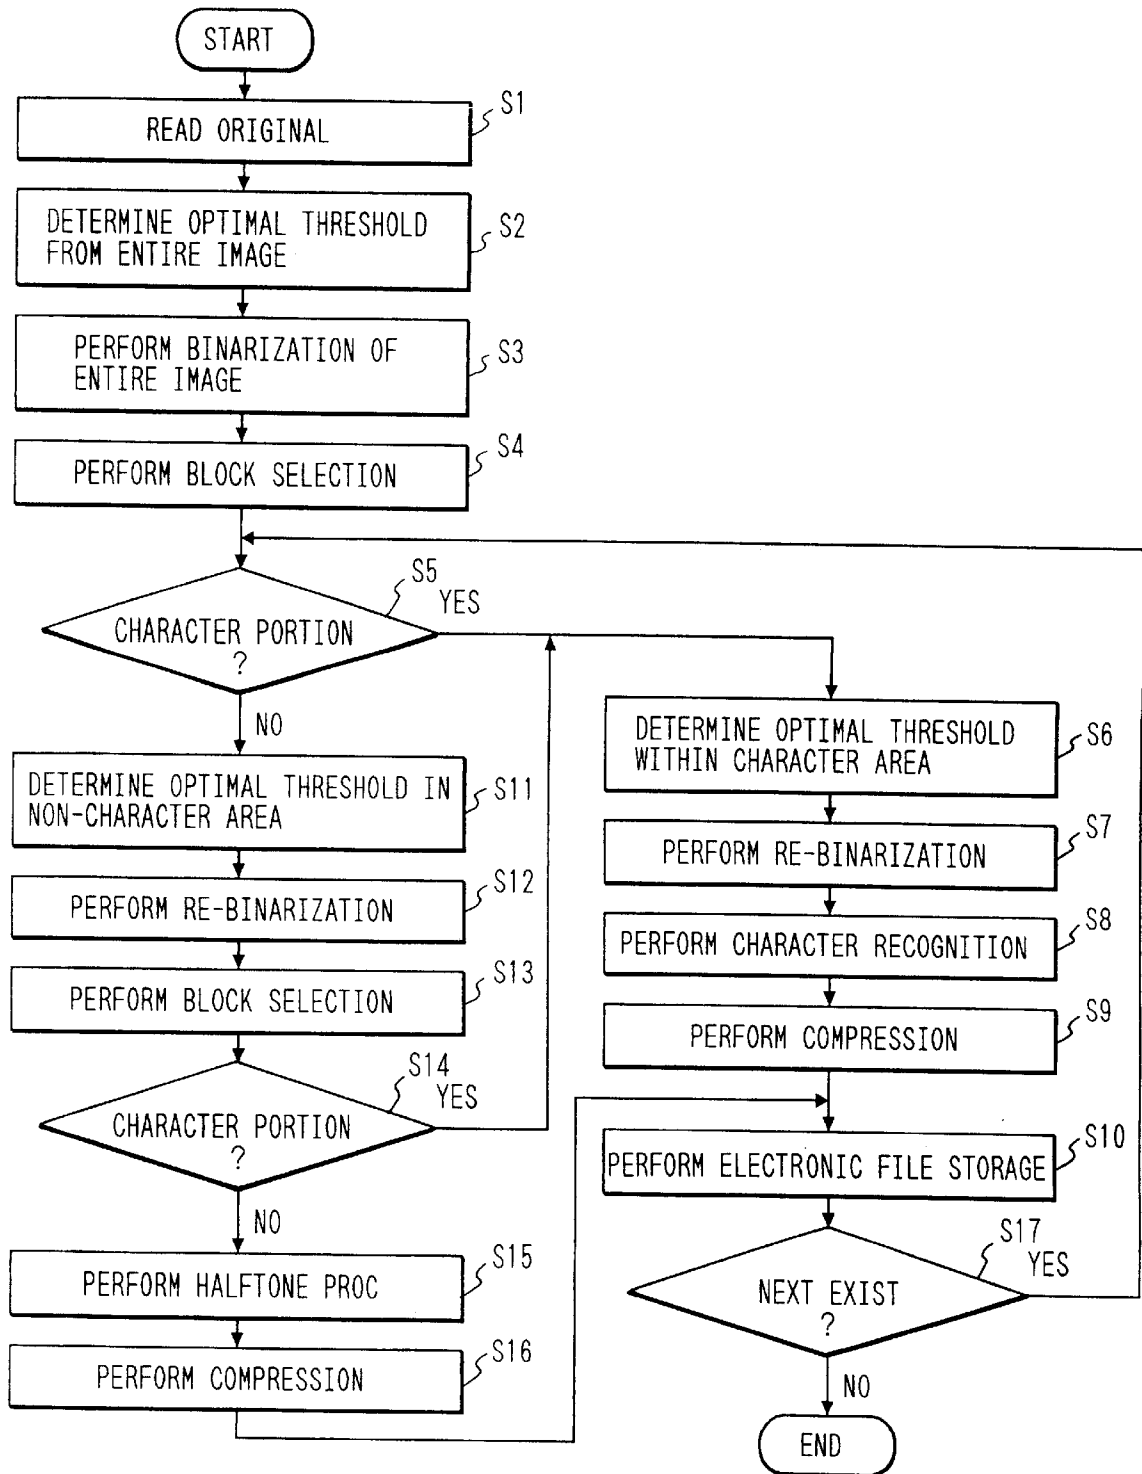 START
S1
READ ORIGINAL
S2
DETERMINE OPTIMAL THRESHOLD
FROM ENTIRE IMAGE
S3
PERFORM BINARIZATION OF
ENTIRE IMAGE
S4
PERFORM BLOCK SELECTION
S5
YES
CHARACTER PORTION
?
NO
S11
DETERMINE OPTIMAL THRESHOLD IN
NON-CHARACTER AREA
S12
PERFORM RE-BINARIZATION
S13
PERFORM BLOCK SELECTION
S14
YES
CHARACTER PORTION
?
NO
S15
PERFORM HALFTONE PROC
S16
PERFORM COMPRESSION
S6
DETERMINE OPTIMAL THRESHOLD
WITHIN CHARACTER AREA
S7
PERFORM RE-BINARIZATION
S8
PERFORM CHARACTER RECOGNITION
S9
PERFORM COMPRESSION
S10
PERFORM ELECTRONIC FILE STORAGE
S17
YES
NEXT EXIST
?
NO
END